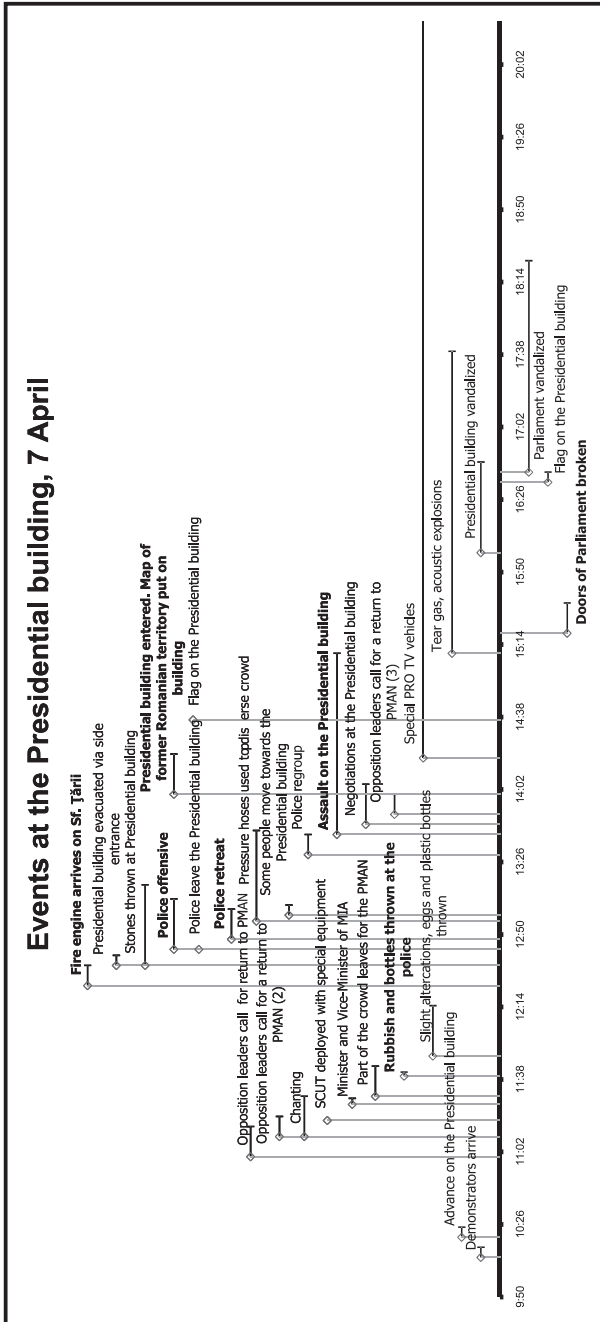 Events at the Presidential building, 7 April
Fire engine arrives on Sf. Țării
Presidential building evacuated via side
entrance
Stones thrown at Presidential building
Presidential building entered. Map of
former Romanian territory put on
building
Police offensive
Police leave the Presidential building
Flag on the Presidential building
Police retreat
Opposition leaders call for return to PMAN
Pressure hoses used topdis erse crowd
Opposition leaders call for a return to
PMAN (2)
Some people move towards the
Presidential building
Chanting
Police regroup
SCUT deployed with special equipment
Assault on the Presidential building
Minister and Vice-Minister of MIA
Negotiations at the Presidential building
Part of the crowd leaves for the PMAN
Opposition leaders call for a return to
PMAN (3)
Rubbish and bottles thrown at the
police
Special PRO TV vehicles
Slight altercations, eggs and plastic bottles
thrown
Tear gas, acoustic explosions
Advance on the Presidential building
Demonstrators arrive
Presidential building vandalized
9:50
10:26
11:02
11:38
12:14
12:50
13:26
14:02
14:38
15:14
15:50
16:26
17:02
17:38
18:14
18:50
19:26
20:02
Parliament vandalized
Flag on the Presidential building
Doors of Parliament broken